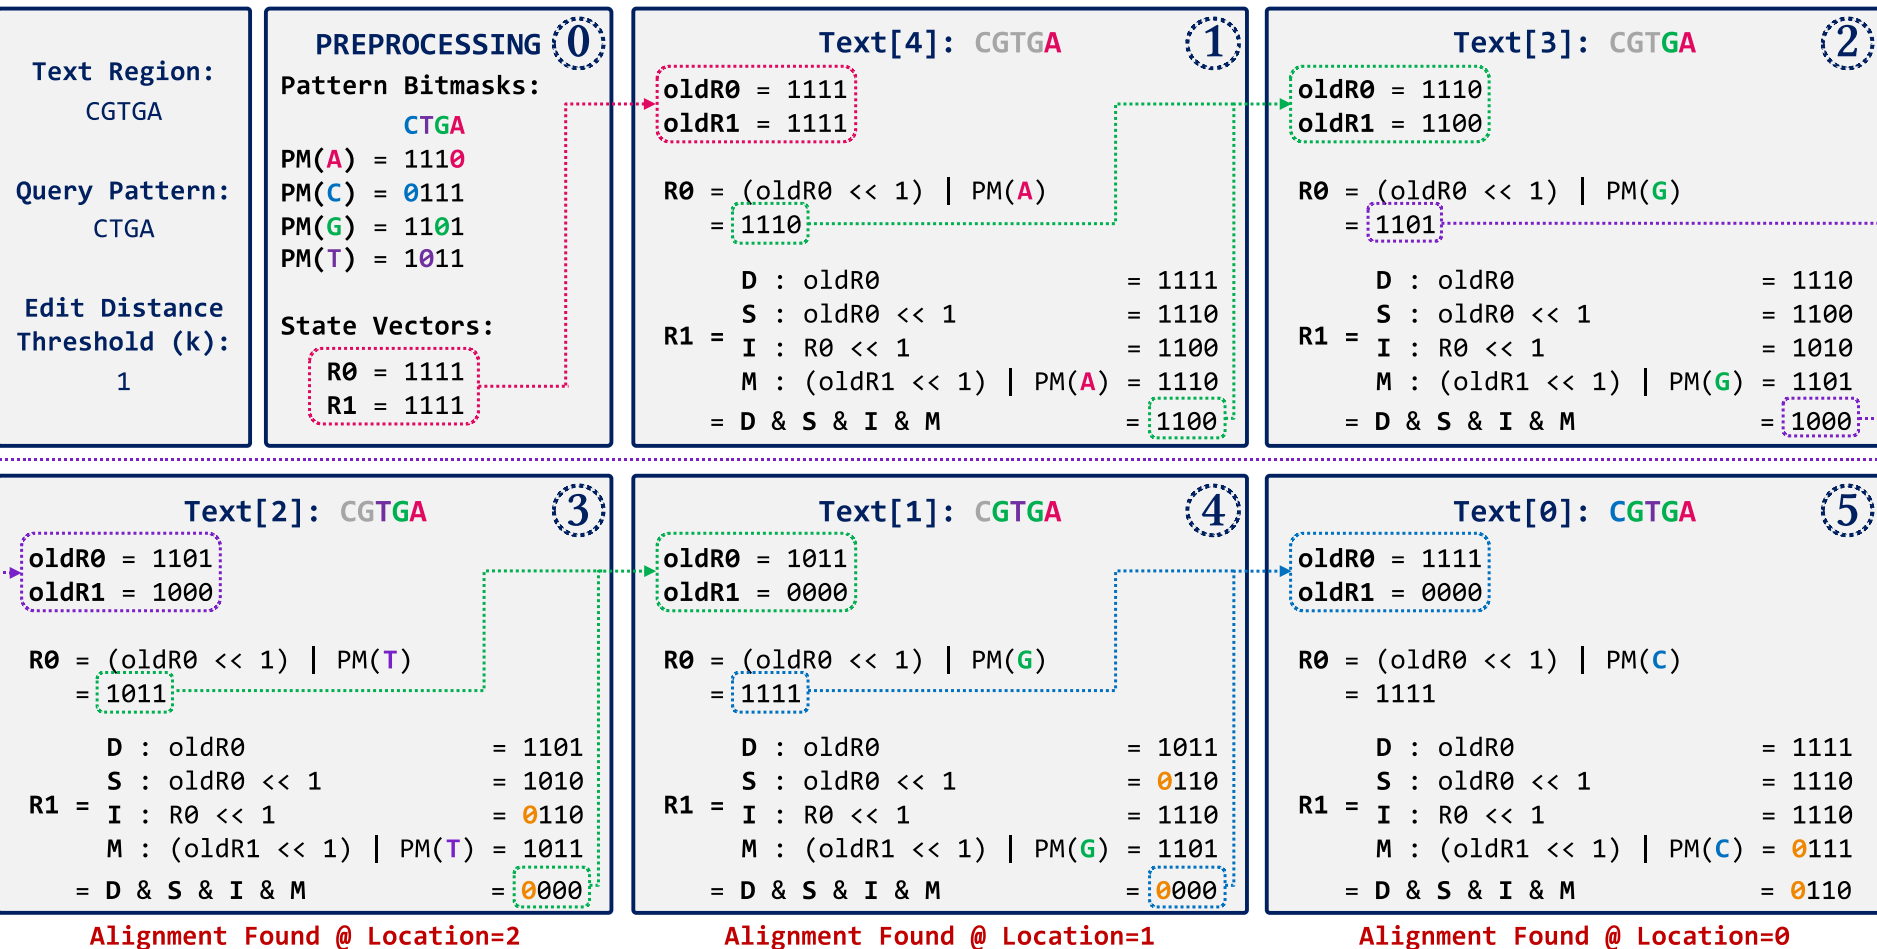 Text Region:
CGTGA
Query Pattern:
CTGA
Edit Distance
Threshold (k):
1
PREPROCESSING 0
Pattern Bitmasks:
CTGA
PM(A) = 1110
PM(C) = 0111
PM(G) = 1101
PM(T) = 1011
State Vectors:
R0 = 1111
R1 = 1111
Text[4]: CGTGA 1
oldR0 = 1111
oldR1 = 1111
R0 = (oldR0 << 1) | PM(A)
= 1110
D : oldR0 = 1111
S : oldR0 << 1 = 1110
R1 =
I : R0 << 1 = 1100
M : (oldR1 << 1) | PM(A) = 1110
= D & S & I & M = 1100
Text[3]: CGTGA 2
oldR0 = 1110
oldR1 = 1100
R0 = (oldR0 << 1) | PM(G)
= 1101
D : oldR0 = 1110
S : oldR0 << 1 = 1100
R1 =
I : R0 << 1 = 1010
M : (oldR1 << 1) | PM(G) = 1101
= D & S & I & M = 1000
Text[2]: CGTGA 3
oldR0 = 1101
oldR1 = 1000
R0 = (oldR0 << 1) | PM(T)
= 1011
D : oldR0 = 1101
S : oldR0 << 1 = 1010
R1 =
I : R0 << 1 = 0110
M : (oldR1 << 1) | PM(T) = 1011
= D & S & I & M = 0000
Alignment Found @ Location=2
Text[1]: CGTGA 4
oldR0 = 1011
oldR1 = 0000
R0 = (oldR0 << 1) | PM(G)
= 1111
D : oldR0 = 1011
S : oldR0 << 1 = 0110
R1 =
I : R0 << 1 = 1110
M : (oldR1 << 1) | PM(G) = 1101
= D & S & I & M = 0000
Alignment Found @ Location=1
Text[0]: CGTGA 5
oldR0 = 1111
oldR1 = 0000
R0 = (oldR0 << 1) | PM(C)
= 1111
D : oldR0 = 1111
S : oldR0 << 1 = 1110
R1 =
I : R0 << 1 = 1110
M : (oldR1 << 1) | PM(C) = 0111
= D & S & I & M = 0110
Alignment Found @ Location=0